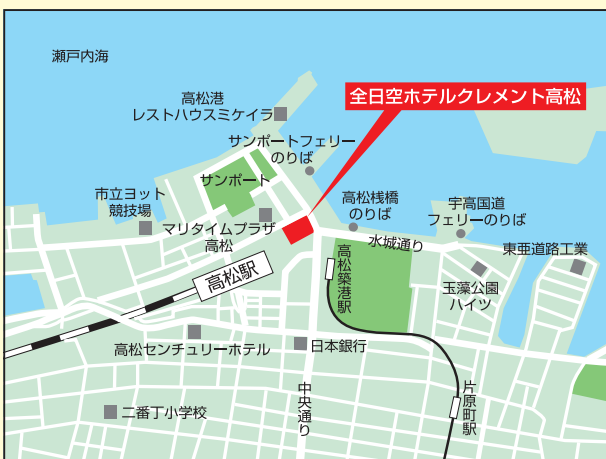 瀬戸内海
高松港
レストハウスミケイラ
全日空ホテルクレメント高松
サンポートフェリー
のりば
サンポート
市立ヨット
競技場
マリタイムプラザ
高松
高松桟橋
のりば
宇高国道
フェリーのりば
水城通り
東亜道路工業
高松駅
高松築港駅
玉藻公園
ハイツ
高松センチュリーホテル
日本銀行
中央通り
片原町駅
二番丁小学校